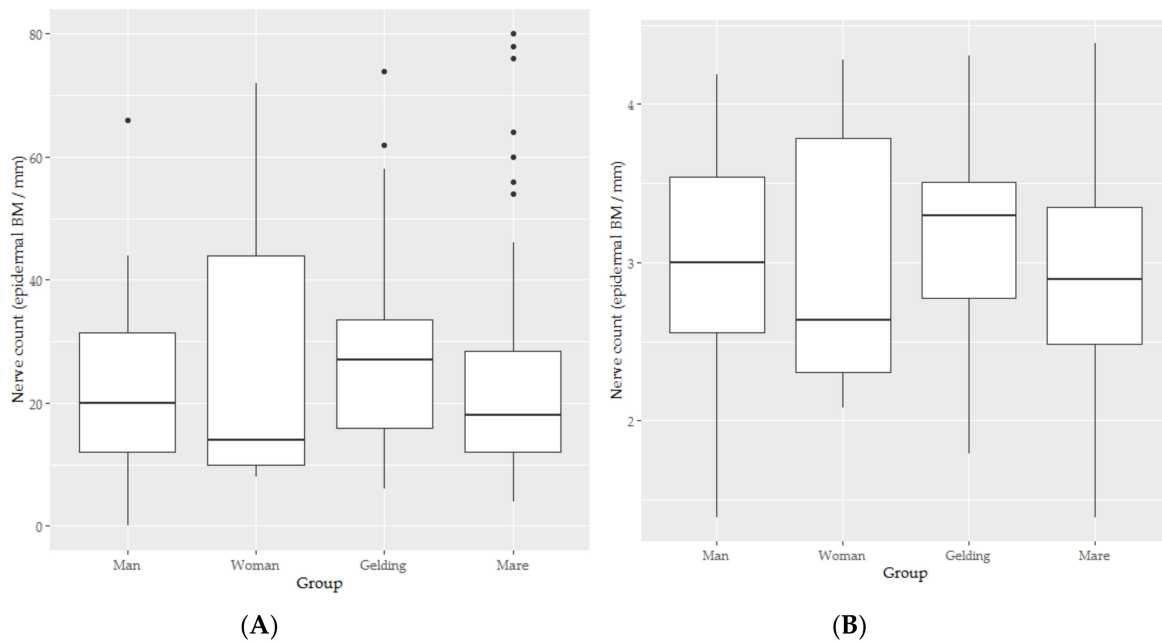 Nerve count (epidermal BM / mm)
80
60
40
20
0
Man Woman Gelding Mare
Group
(A)
Nerve count (epidermal BM / mm)
4
3
2
Man Woman Gelding Mare
Group
(B)